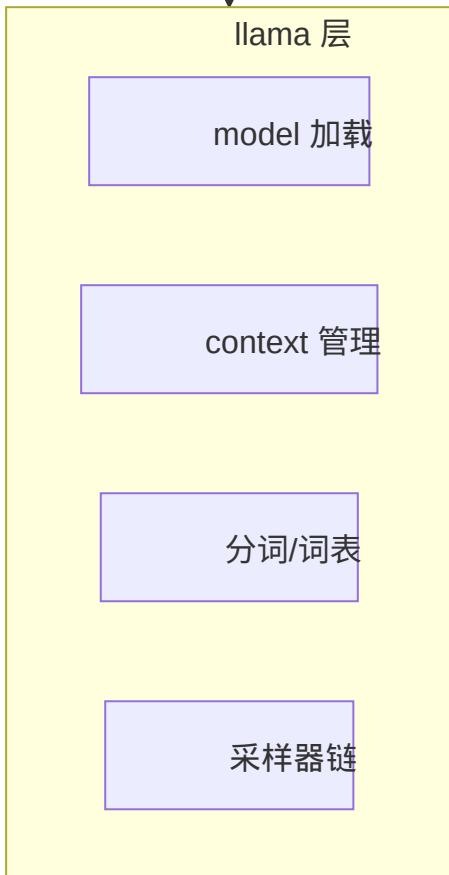 llama 层
model 加载
context 管理
分词/词表
采样器链